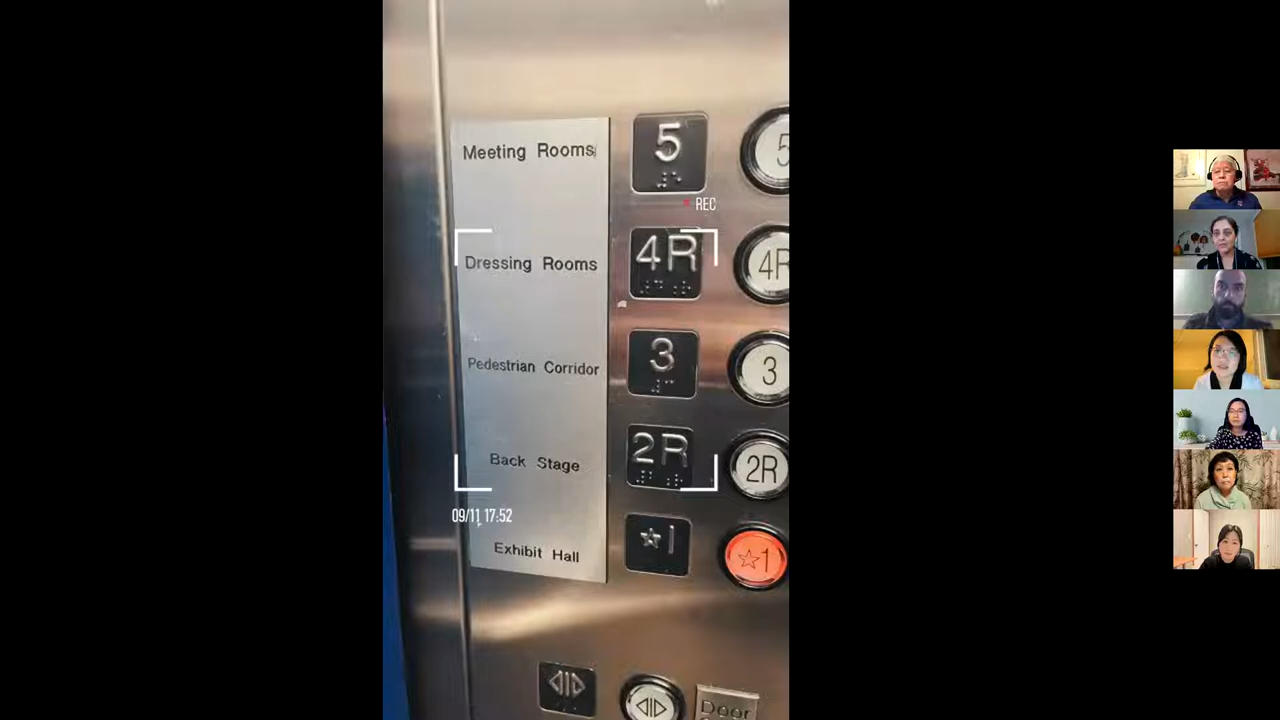 Meeting Rooms 5 5
REC
Dressing Rooms 4R 4R
Pedestrian Corridor 3 3
Back Stage 2R 2R
09/11 17:52
Exhibit Hall ☆1 ☆1
Door